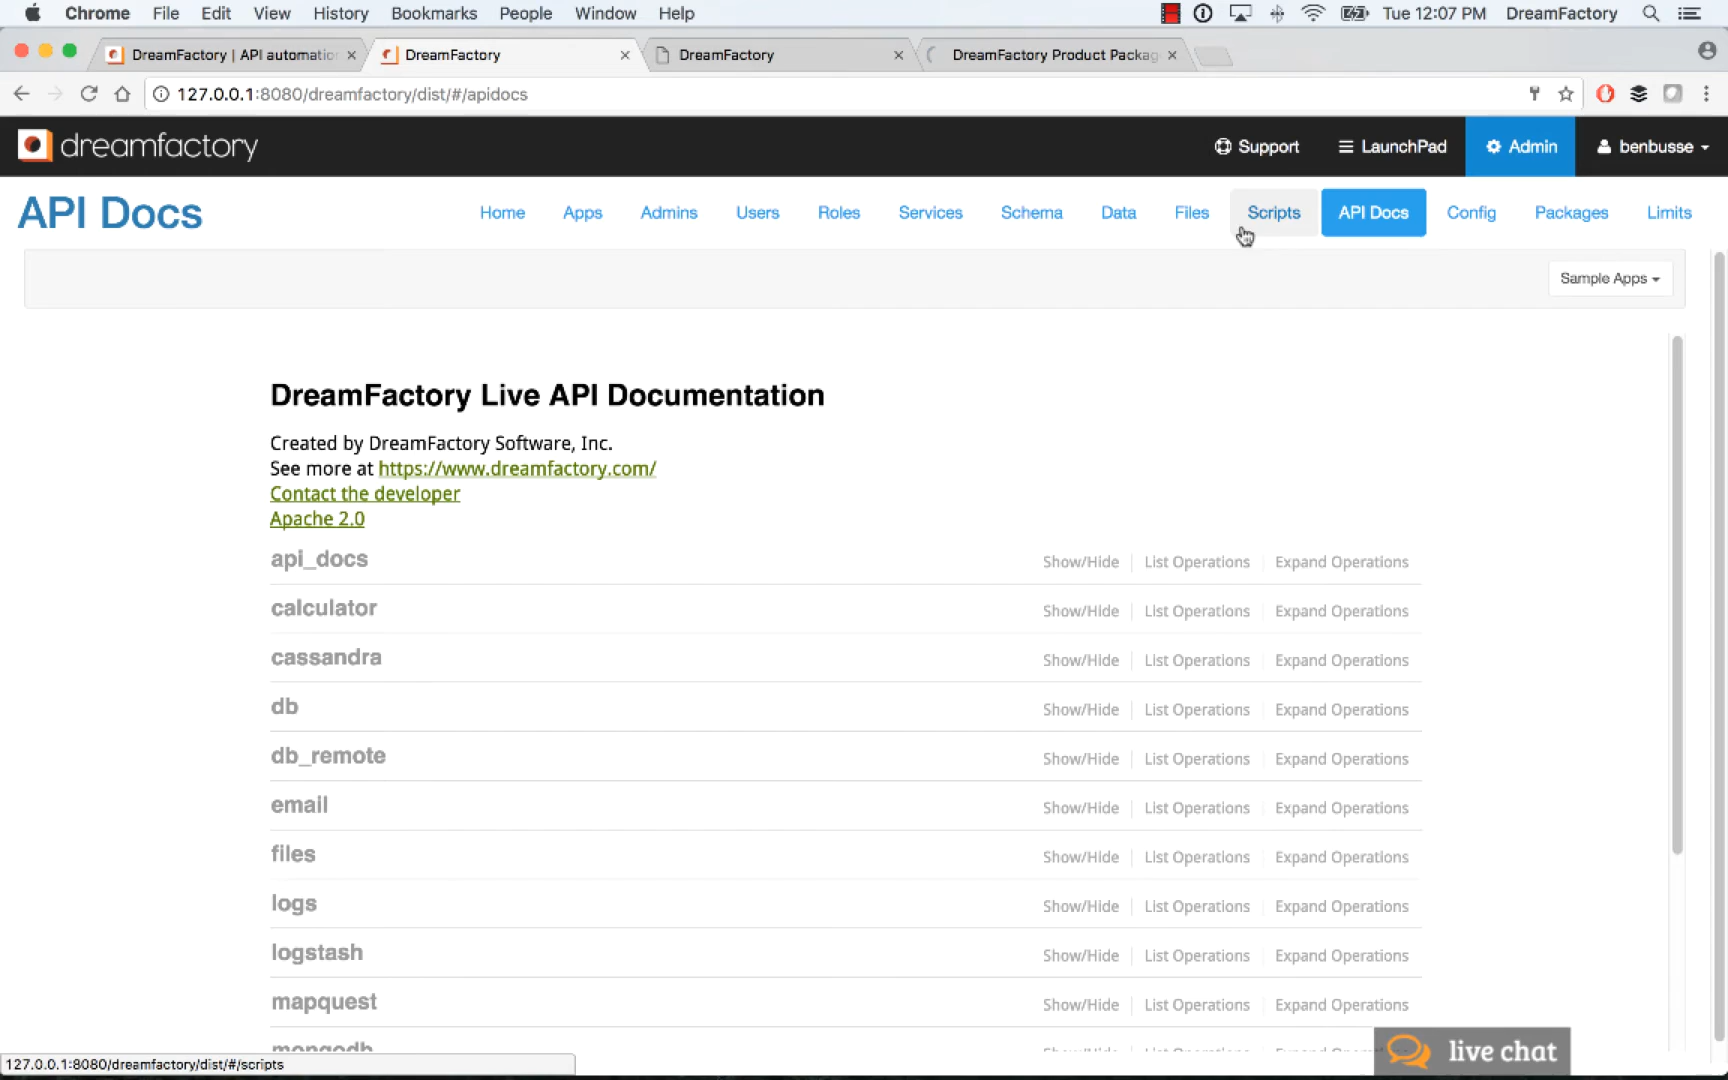 Chrome File Edit View History Bookmarks People Window Help Tue 12:07 PM DreamFactory
DreamFactory | API automatio DreamFactory DreamFactory DreamFactory Product Packag
127.0.0.1:8080/dreamfactory/dist/#/apidocs
dreamfactory Support LaunchPad Admin benbusse
API Docs Home Apps Admins Users Roles Services Schema Data Files Scripts API Docs Config Packages Limits
Sample Apps
DreamFactory Live API Documentation
Created by DreamFactory Software, Inc.
See more at https://www.dreamfactory.com/
Contact the developer
Apache 2.0
api_docs Show/Hide List Operations Expand Operations
calculator Show/Hide List Operations Expand Operations
cassandra Show/Hide List Operations Expand Operations
db Show/Hide List Operations Expand Operations
db_remote Show/Hide List Operations Expand Operations
email Show/Hide List Operations Expand Operations
files Show/Hide List Operations Expand Operations
logs Show/Hide List Operations Expand Operations
logstash Show/Hide List Operations Expand Operations
mapquest Show/Hide List Operations Expand Operations
mongodb Show/Hide List Operations
live chat
127.0.0.1:8080/dreamfactory/dist/#/scripts